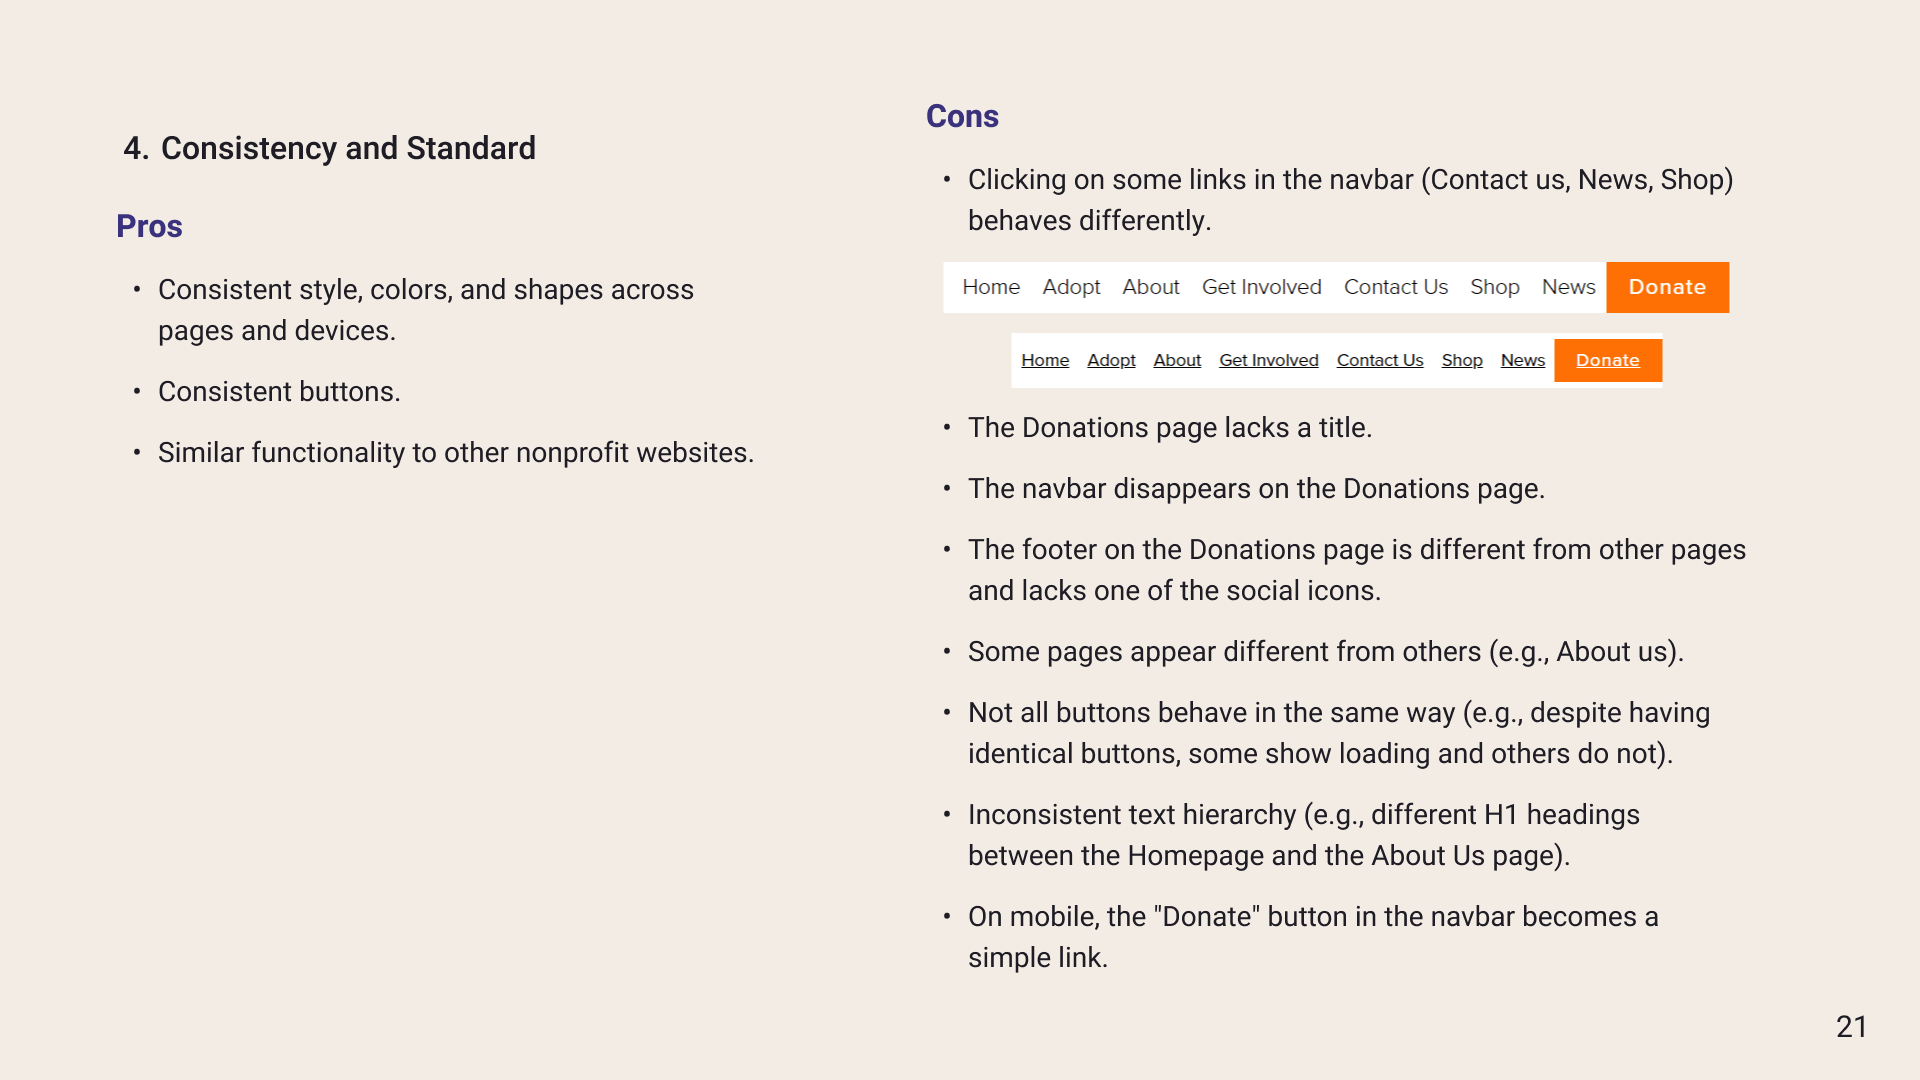 4. Consistency and Standard
Pros
• Consistent style, colors, and shapes across
pages and devices.
• Consistent buttons.
• Similar functionality to other nonprofit websites.
Cons
• Clicking on some links in the navbar (Contact us, News, Shop)
behaves differently.
Home Adopt About Get Involved Contact Us Shop News Donate
Home Adopt About Get Involved Contact Us Shop News Donate
• The Donations page lacks a title.
• The navbar disappears on the Donations page.
• The footer on the Donations page is different from other pages
and lacks one of the social icons.
• Some pages appear different from others (e.g., About us).
• Not all buttons behave in the same way (e.g., despite having
identical buttons, some show loading and others do not).
• Inconsistent text hierarchy (e.g., different H1 headings
between the Homepage and the About Us page).
• On mobile, the "Donate" button in the navbar becomes a
simple link.
21